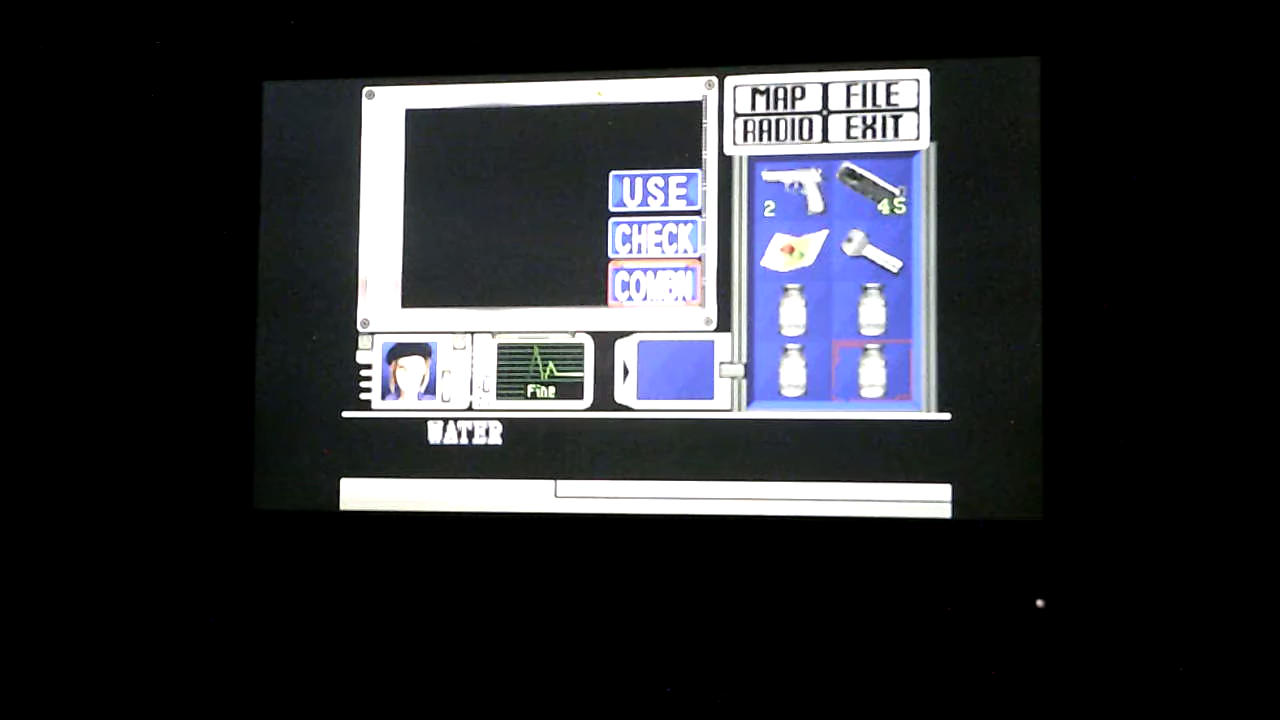 MAP FILE
RADIO EXIT
USE
CHECK
COMBN
2
45
Fine
WATER